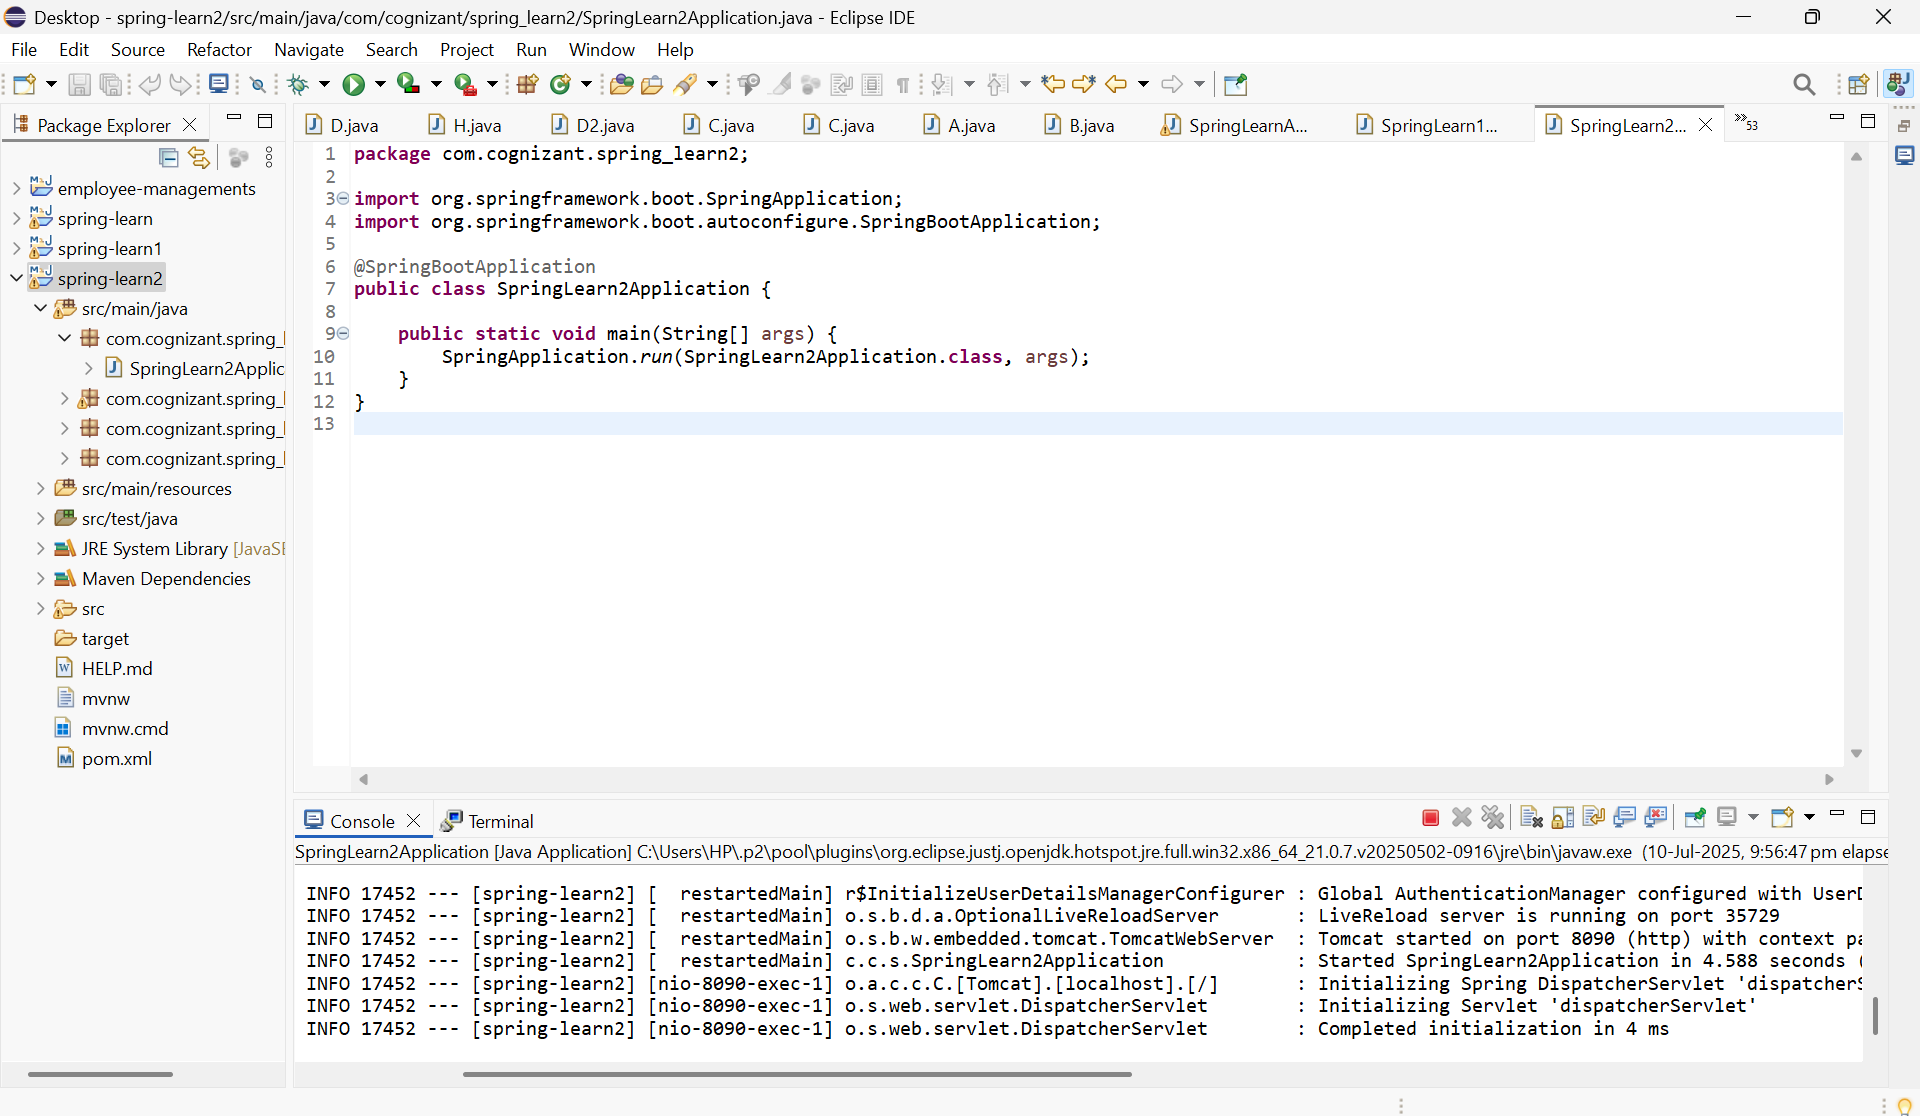 Desktop - spring-learn2/src/main/java/com/cognizant/spring_learn2/SpringLearn2Application.java - Eclipse IDE
File Edit Source Refactor Navigate Search Project Run Window Help
Package Explorer
D.java H.java D2.java C.java C.java A.java B.java SpringLearnA... SpringLearn1... SpringLearn2... »53
employee-managements
spring-learn
spring-learn1
spring-learn2
src/main/java
com.cognizant.spring_l
SpringLearn2Applic
com.cognizant.spring_l
com.cognizant.spring_l
com.cognizant.spring_l
src/main/resources
src/test/java
JRE System Library [JavaSE
Maven Dependencies
src
target
HELP.md
mvnw
mvnw.cmd
pom.xml
1 package com.cognizant.spring_learn2;
2
3 import org.springframework.boot.SpringApplication;
4 import org.springframework.boot.autoconfigure.SpringBootApplication;
5
6 @SpringBootApplication
7 public class SpringLearn2Application {
8
9 public static void main(String[] args) {
10 SpringApplication.run(SpringLearn2Application.class, args);
11 }
12 }
13
Console Terminal
SpringLearn2Application [Java Application] C:\Users\HP\.p2\pool\plugins\org.eclipse.justj.openjdk.hotspot.jre.full.win32.x86_64_21.0.7.v20250502-0916\jre\bin\javaw.exe (10-Jul-2025, 9:56:47 pm elapse
INFO 17452 --- [spring-learn2] [ restartedMain] r$InitializeUserDetailsManagerConfigurer : Global AuthenticationManager configured with UserD
INFO 17452 --- [spring-learn2] [ restartedMain] o.s.b.d.a.OptionalLiveReloadServer : LiveReload server is running on port 35729
INFO 17452 --- [spring-learn2] [ restartedMain] o.s.b.w.embedded.tomcat.TomcatWebServer : Tomcat started on port 8090 (http) with context pa
INFO 17452 --- [spring-learn2] [ restartedMain] c.c.s.SpringLearn2Application : Started SpringLearn2Application in 4.588 seconds (
INFO 17452 --- [spring-learn2] [nio-8090-exec-1] o.a.c.c.C.[Tomcat].[localhost].[/] : Initializing Spring DispatcherServlet 'dispatcherS
INFO 17452 --- [spring-learn2] [nio-8090-exec-1] o.s.web.servlet.DispatcherServlet : Initializing Servlet 'dispatcherServlet'
INFO 17452 --- [spring-learn2] [nio-8090-exec-1] o.s.web.servlet.DispatcherServlet : Completed initialization in 4 ms